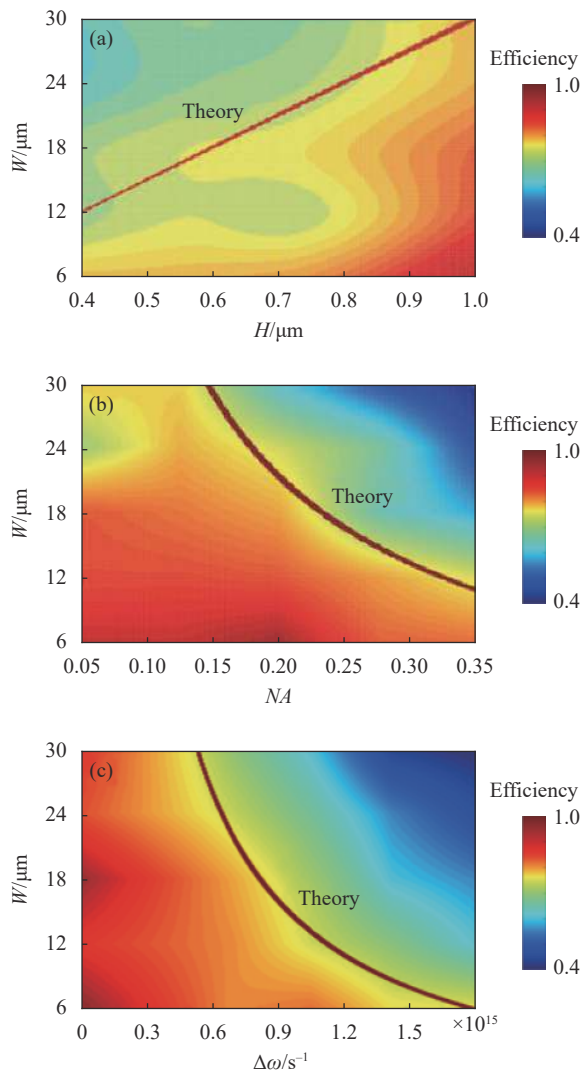 (a)
Theory
W/μm
30
24
18
12
6
0.4
0.5
0.6
0.7
0.8
0.9
1.0
H/μm
Efficiency
1.0
0.4
(b)
Theory
W/μm
30
24
18
12
6
0.05
0.10
0.15
0.20
0.25
0.30
0.35
NA
Efficiency
1.0
0.4
(c)
Theory
W/μm
30
24
18
12
6
0
0.3
0.6
0.9
1.2
1.5
×10¹⁵
Δω/s⁻¹
Efficiency
1.0
0.4